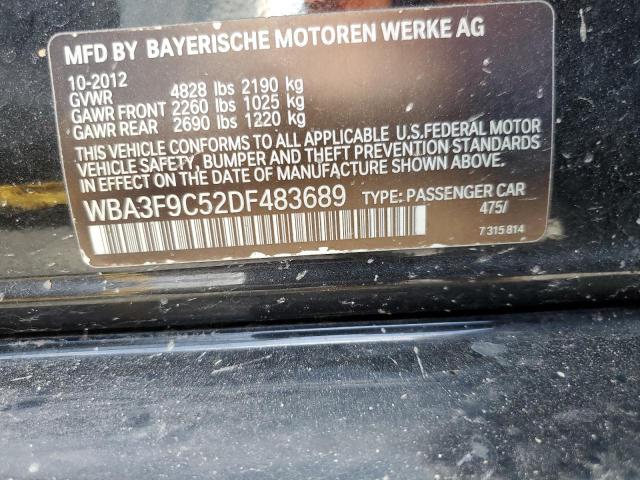 MFD BY BAYERISCHE MOTOREN WERKE AG
10-2012
GVWR 4828 lbs 2190 kg
GAWR FRONT 2260 lbs 1025 kg
GAWR REAR 2690 lbs 1220 kg
THIS VEHICLE CONFORMS TO ALL APPLICABLE U.S.FEDERAL MOTOR
VEHICLE SAFETY, BUMPER AND THEFT PREVENTION STANDARDS
IN EFFECT ON THE DATE OF MANUFACTURE SHOWN ABOVE.
WBA3F9C52DF483689 TYPE: PASSENGER CAR
475/
7 315 814